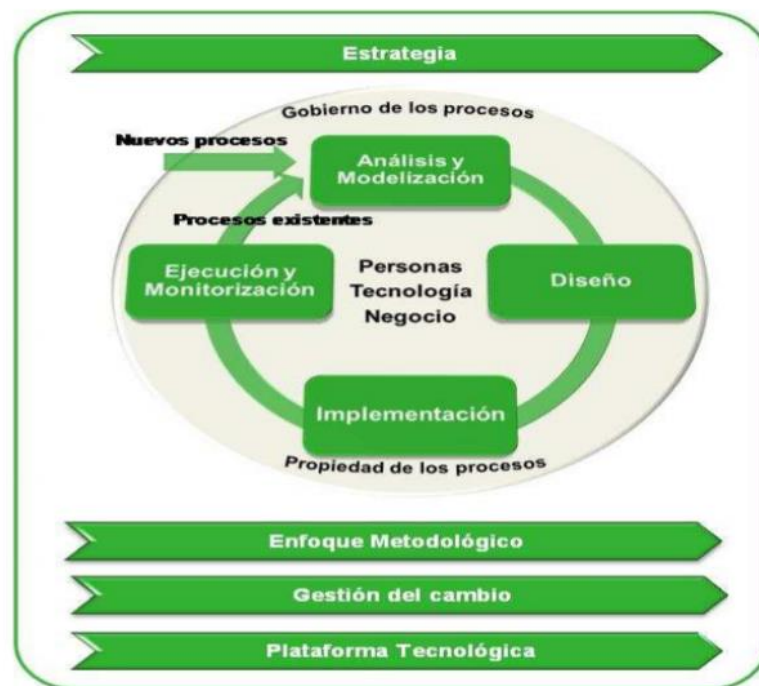 Estrategia
Gobierno de los procesos
Nuevos procesos
Análisis y
Modelización
Procesos existentes
Ejecución y
Monitorización
Personas
Tecnología
Negocio
Diseño
Implementación
Propiedad de los procesos
Enfoque Metodológico
Gestión del cambio
Plataforma Tecnológica